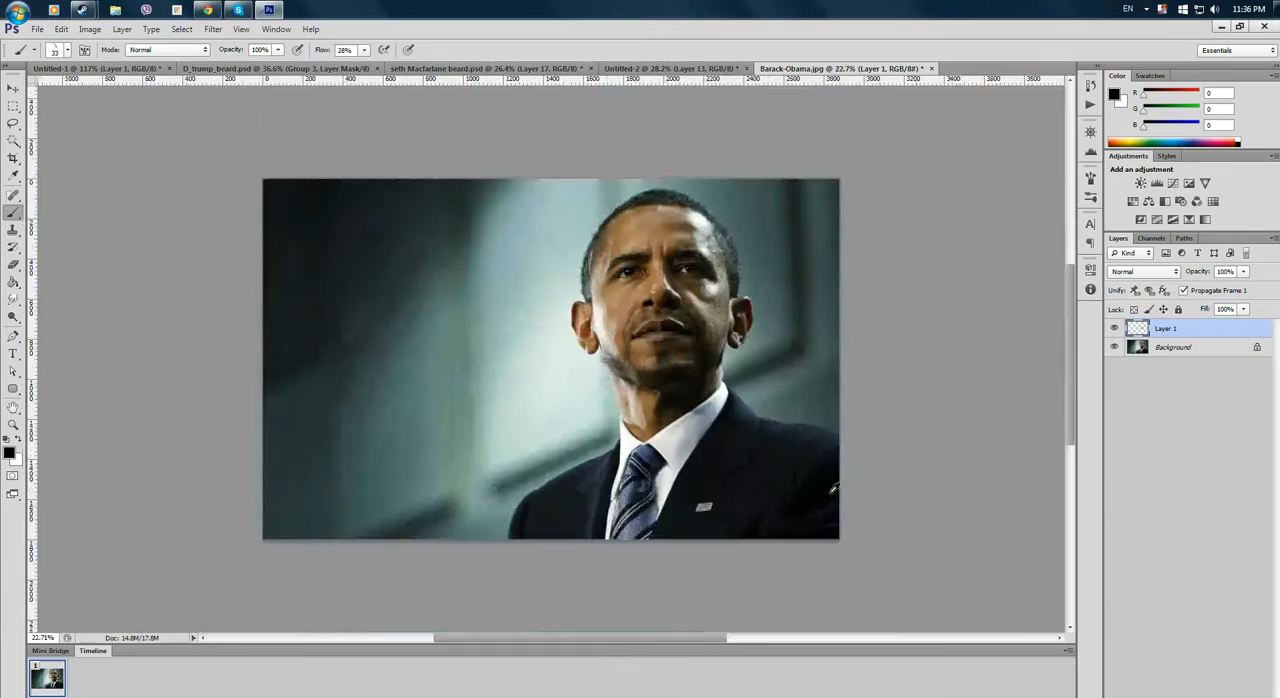 EN 11:36 PM
Ps File Edit Image Layer Type Select Filter View Window Help
33 Mode: Normal Opacity: 100% Flow: 28% Essentials
Untitled-1 @ 117% (Layer 1, RGB/8) * × D_trump_beard.psd @ 36.6% (Group 3, Layer Mask/8) × seth Macfarlane beard.psd @ 26.4% (Layer 17, RGB/8) * × Untitled-2 @ 28.2% (Layer 13, RGB/8) * × Barack-Obama.jpg @ 22.7% (Layer 1, RGB/8#) * ×
Color Swatches
R 0
G 0
B 0
Adjustments Styles
Add an adjustment
Layers Channels Paths
Kind
Normal Opacity: 100%
Unify: Propagate Frame 1
Lock: Fill: 100%
Layer 1
Background
22.71% Doc: 14.8M/17.8M
Mini Bridge Timeline
1